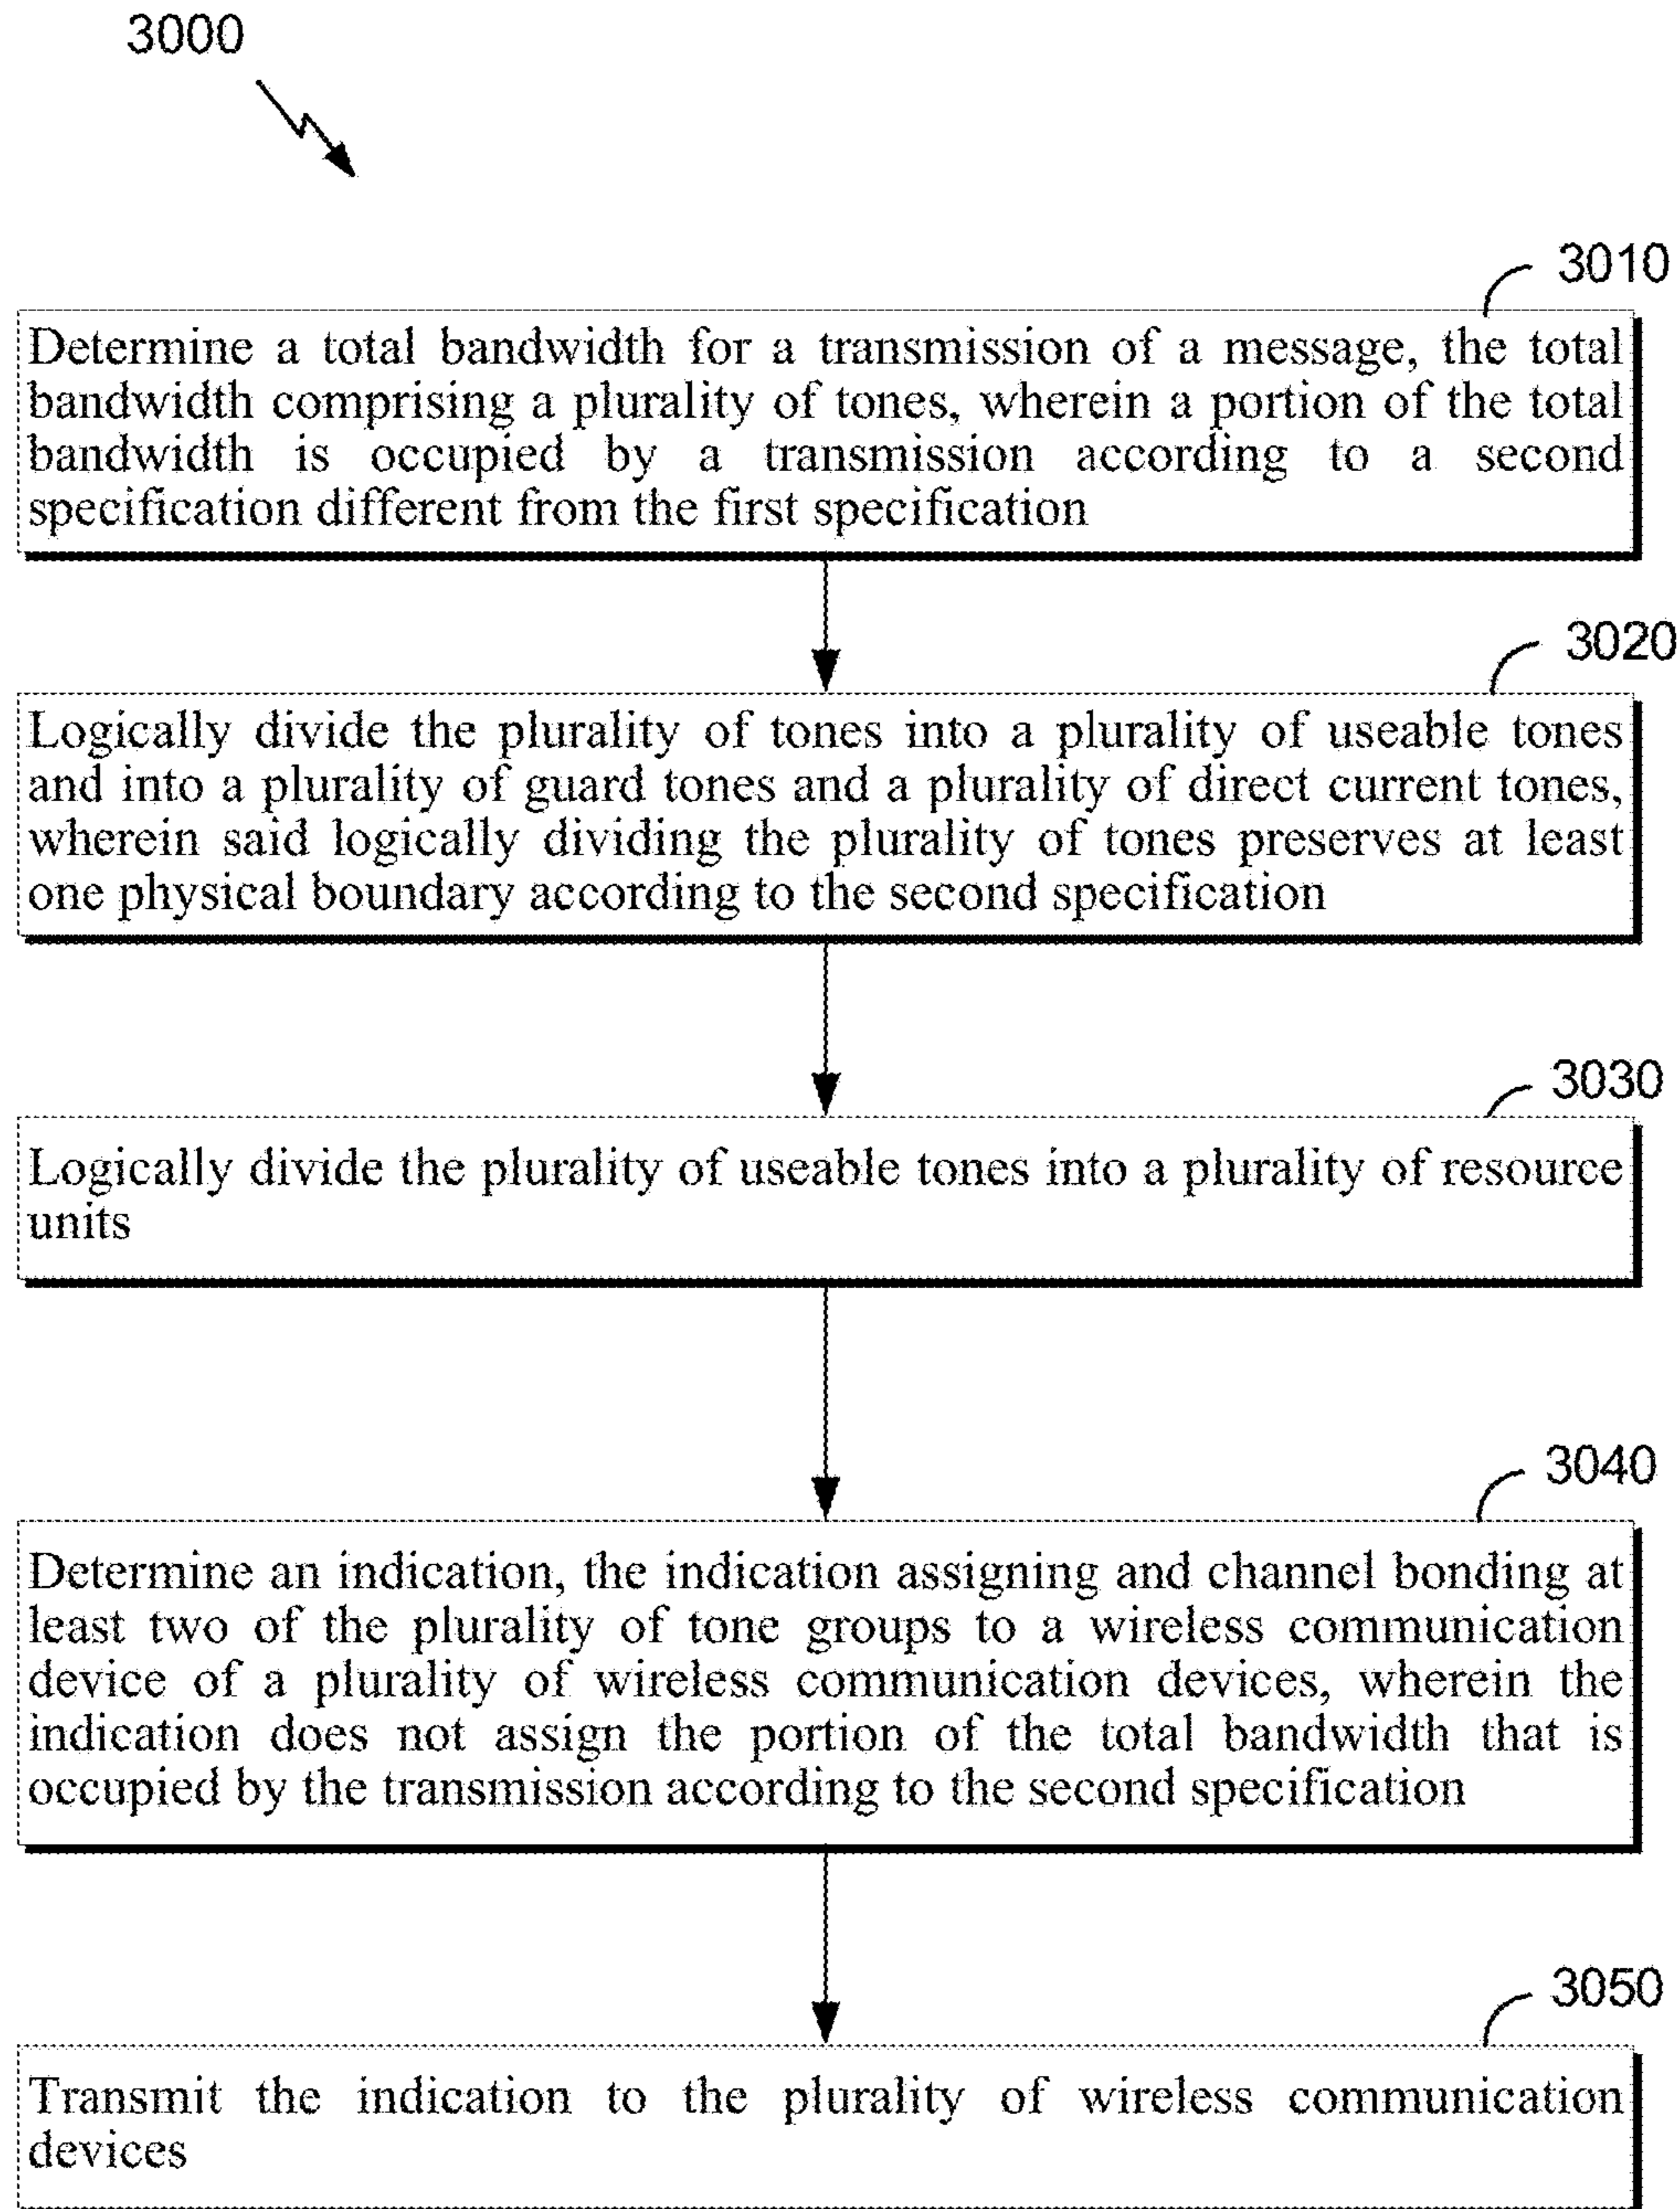 3000
3010
Determine a total bandwidth for a transmission of a message, the total
bandwidth comprising a plurality of tones, wherein a portion of the total
bandwidth is occupied by a transmission according to a second
specification different from the first specification
3020
Logically divide the plurality of tones into a plurality of useable tones
and into a plurality of guard tones and a plurality of direct current tones,
wherein said logically dividing the plurality of tones preserves at least
one physical boundary according to the second specification
3030
Logically divide the plurality of useable tones into a plurality of resource
units
3040
Determine an indication, the indication assigning and channel bonding at
least two of the plurality of tone groups to a wireless communication
device of a plurality of wireless communication devices, wherein the
indication does not assign the portion of the total bandwidth that is
occupied by the transmission according to the second specification
3050
Transmit the indication to the plurality of wireless communication
devices